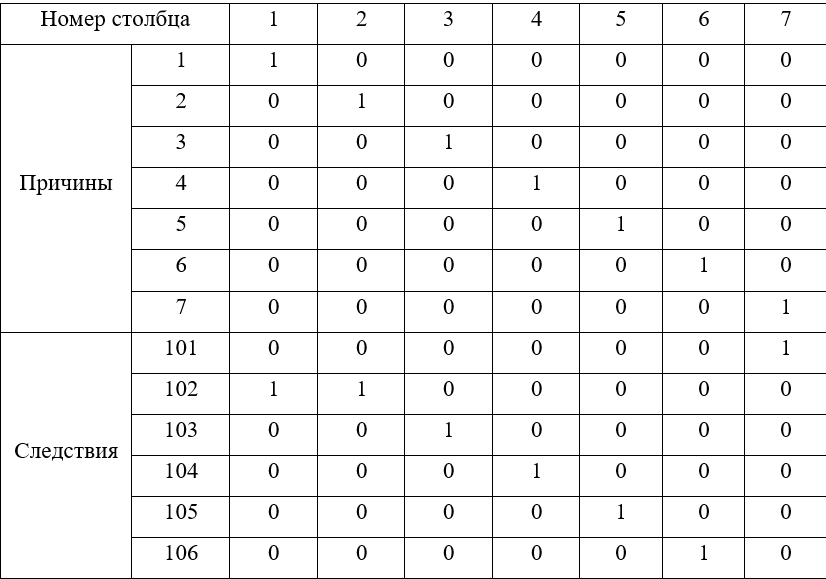 Номер столбца 1 2 3 4 5 6 7
Причины
1 1 0 0 0 0 0 0
2 0 1 0 0 0 0 0
3 0 0 1 0 0 0 0
4 0 0 0 1 0 0 0
5 0 0 0 0 1 0 0
6 0 0 0 0 0 1 0
7 0 0 0 0 0 0 1
Следствия
101 0 0 0 0 0 0 1
102 1 1 0 0 0 0 0
103 0 0 1 0 0 0 0
104 0 0 0 1 0 0 0
105 0 0 0 0 1 0 0
106 0 0 0 0 0 1 0